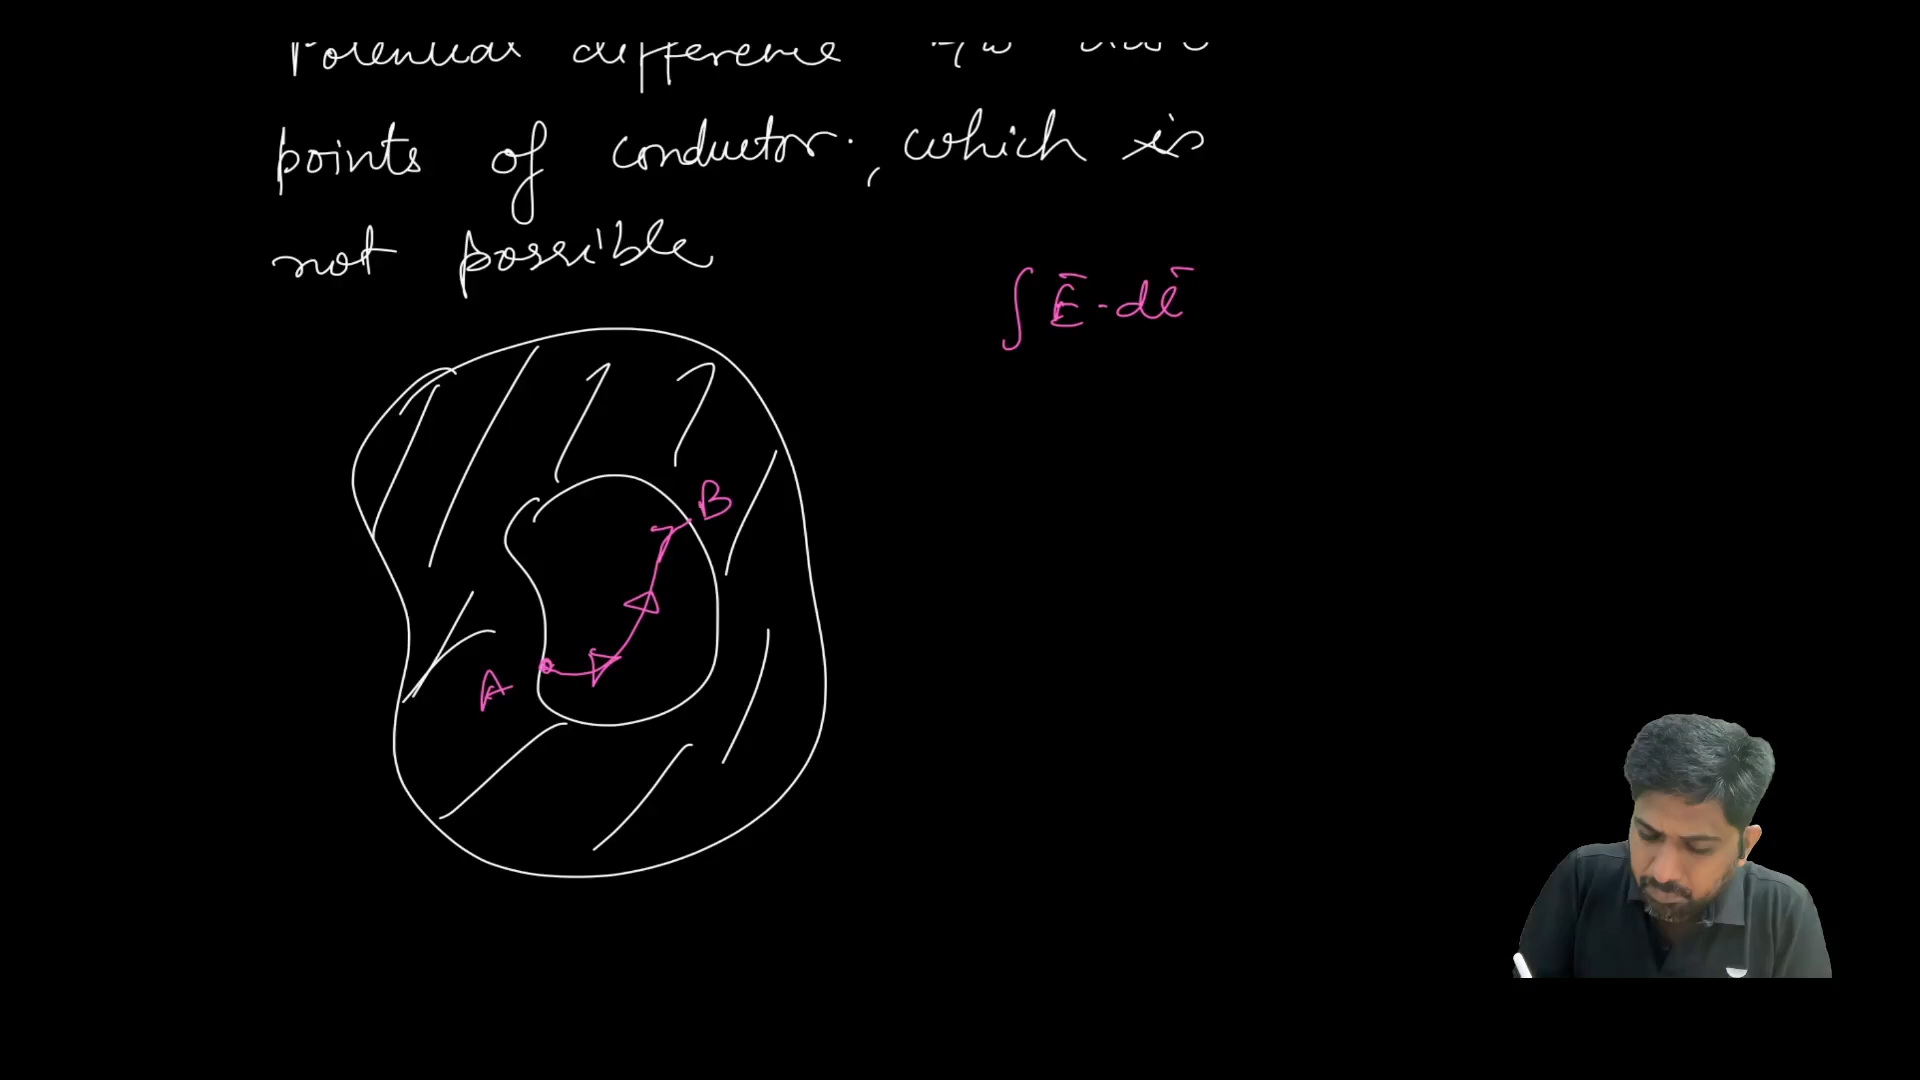 Potential difference b/w
points of conductor., which is
not possible
∫ E̅ · dl̅
B
A